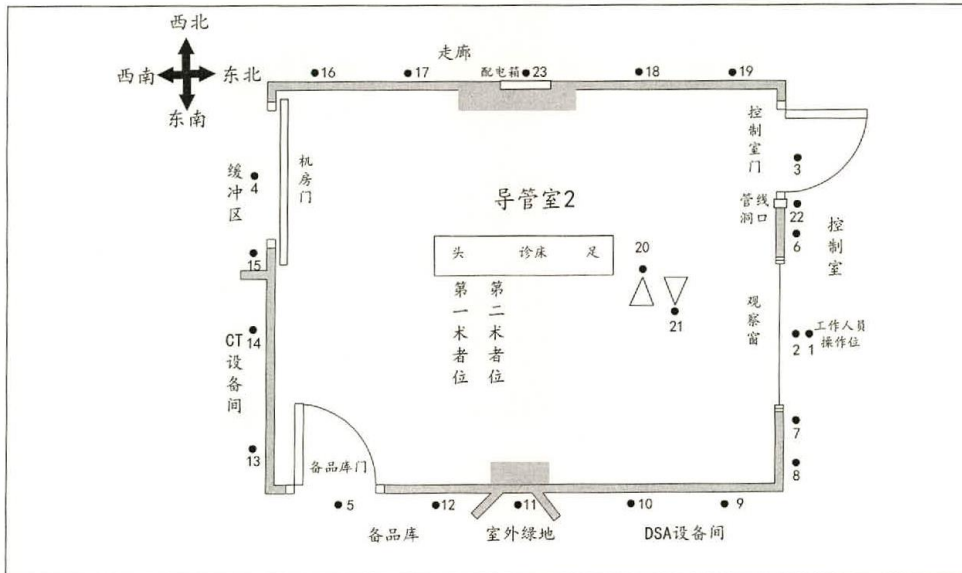 西北
西南
东北
东南
走廊
16
17
配电箱
23
18
19
缓冲区
4
机房门
控制室门
3
导管室2
管线
洞口
22
6
控制室
15
头
诊床
足
20
21
第一术者位
第二术者位
观察窗
2
1
工作人员
操作位
14
CT设备间
13
7
8
备品库门
5
12
11
10
9
备品库
室外绿地
DSA设备间